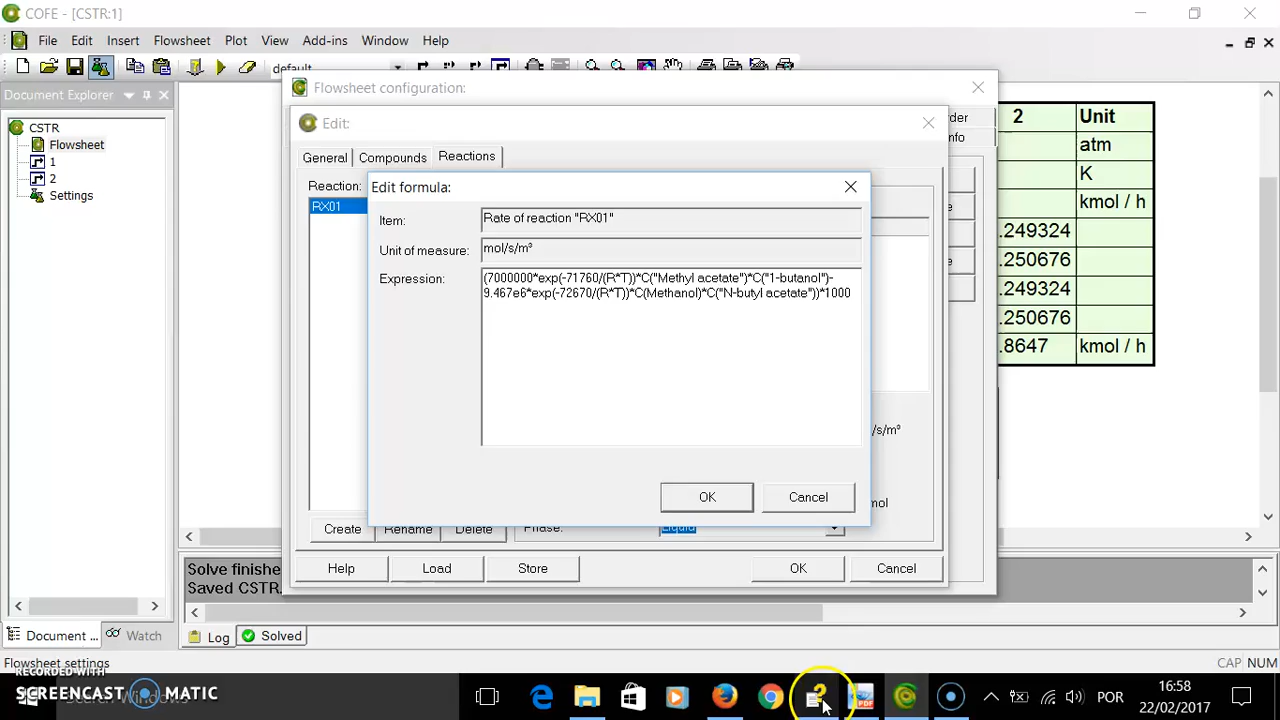 COFE - [CSTR:1]
File Edit Insert Flowsheet Plot View Add-ins Window Help
default
Document Explorer
CSTR
Flowsheet
1
2
Settings
Flowsheet configuration:
Edit:
General Compounds Reactions
Reaction:
RX01
Edit formula:
Item: Rate of reaction "RX01"
Unit of measure: mol/s/m³
Expression: (7000000*exp(-71760/(R*T))*C("Methyl acetate")*C("1-butanol")-
9.467e6*exp(-72670/(R*T))*C(Methanol)*C("N-butyl acetate"))*1000
OK Cancel
Create Rename Delete Phase: Liquid
Help Load Store OK Cancel
/s/m³
mol
2 Unit
atm
K
kmol / h
.249324
.250676
.249324
.250676
.8647 kmol / h
Solve finishe
Saved CSTR.
Document ... Watch Log Solved
Flowsheet settings CAP NUM
RECORDED WITH
SCREENCAST MATIC
Search Windows
POR
16:58
22/02/2017